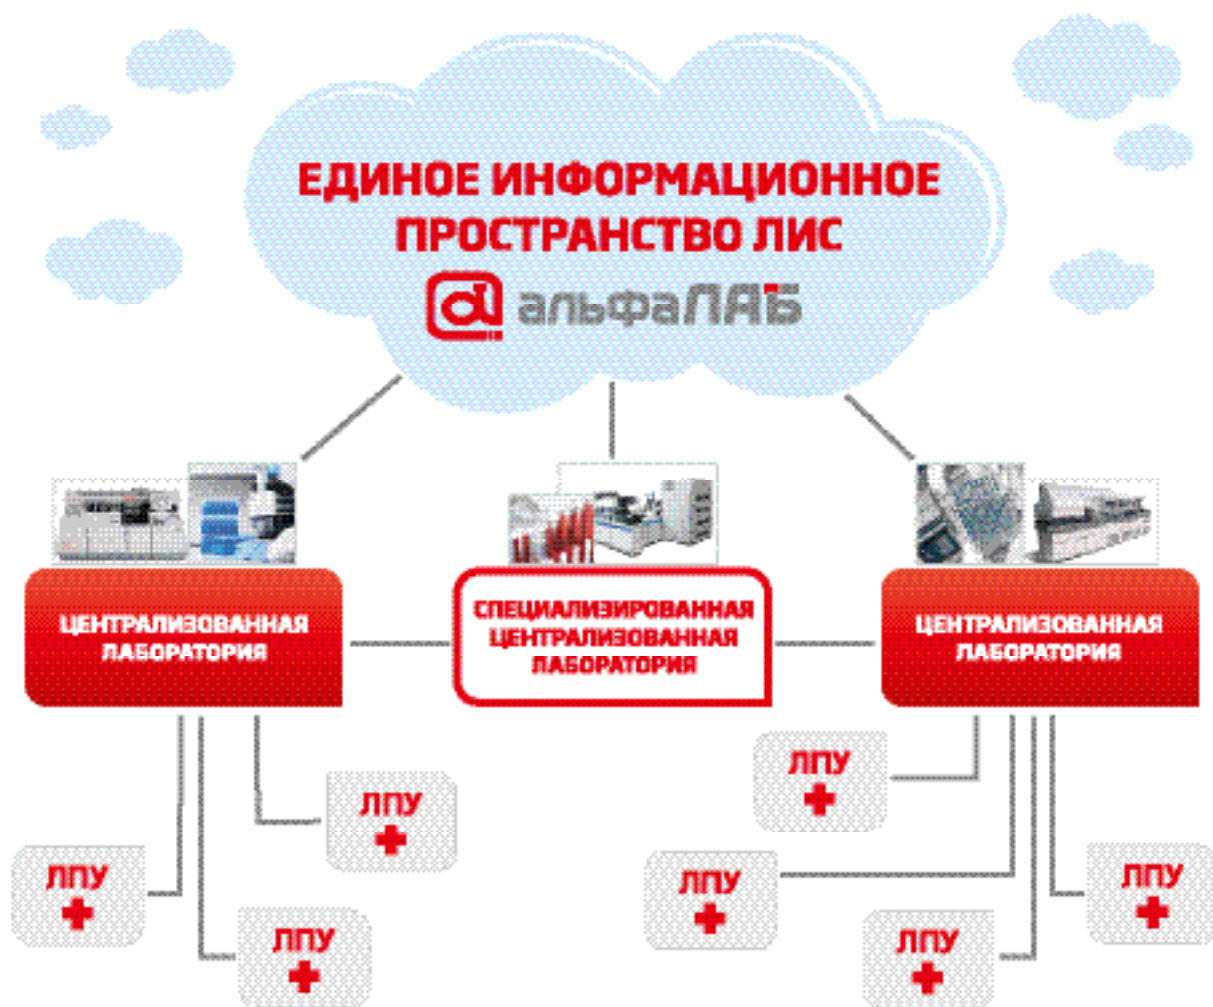 ЕДИНОЕ ИНФОРМАЦИОННОЕ
ПРОСТРАНСТВО ЛИС
альфаЛАБ
ЦЕНТРАЛИЗОВАННАЯ
ЛАБОРАТОРИЯ
СПЕЦИАЛИЗИРОВАННАЯ
ЦЕНТРАЛИЗОВАННАЯ
ЛАБОРАТОРИЯ
ЦЕНТРАЛИЗОВАННАЯ
ЛАБОРАТОРИЯ
ЛПУ
ЛПУ
ЛПУ
ЛПУ
ЛПУ
ЛПУ
ЛПУ